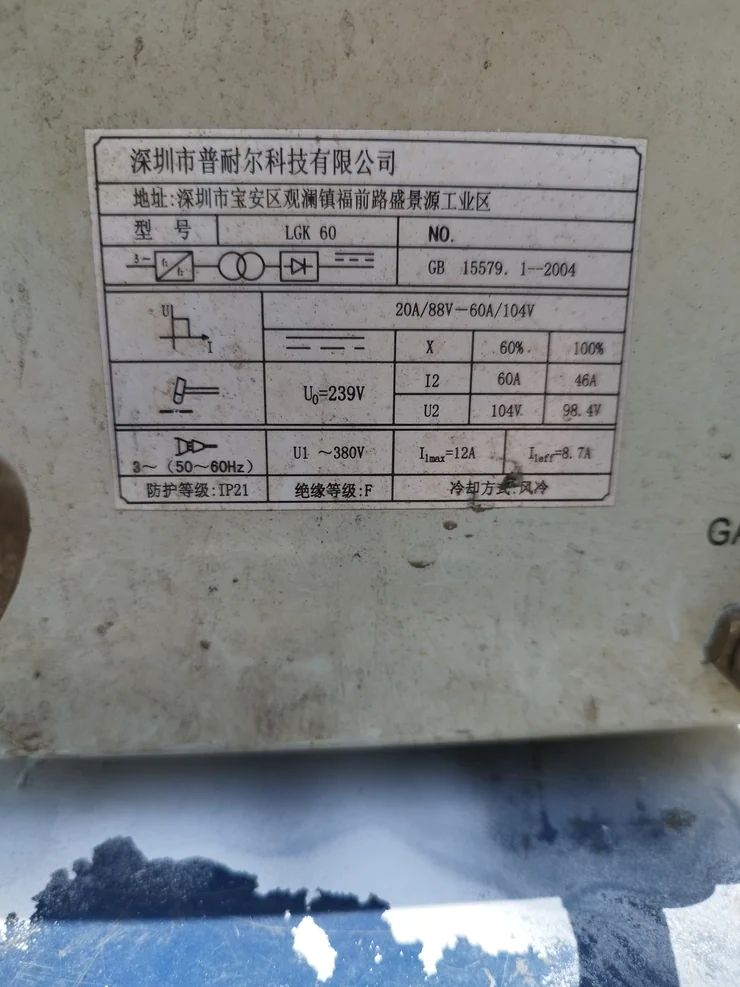 深圳市普耐尔科技有限公司
地址:深圳市宝安区观澜镇福前路盛景源工业区
型 号 LGK 60 NO.
3~ f₁ f₂ GB 15579. 1--2004
20A/88V－60A/104V
U I X 60% 100%
U₀=239V I2 60A 46A
U2 104V 98.4V
3～（50～60Hz） U1 ～380V I₁max=12A I₁eff=8.7A
防护等级:IP21 绝缘等级:F 冷却方式:风冷
GA